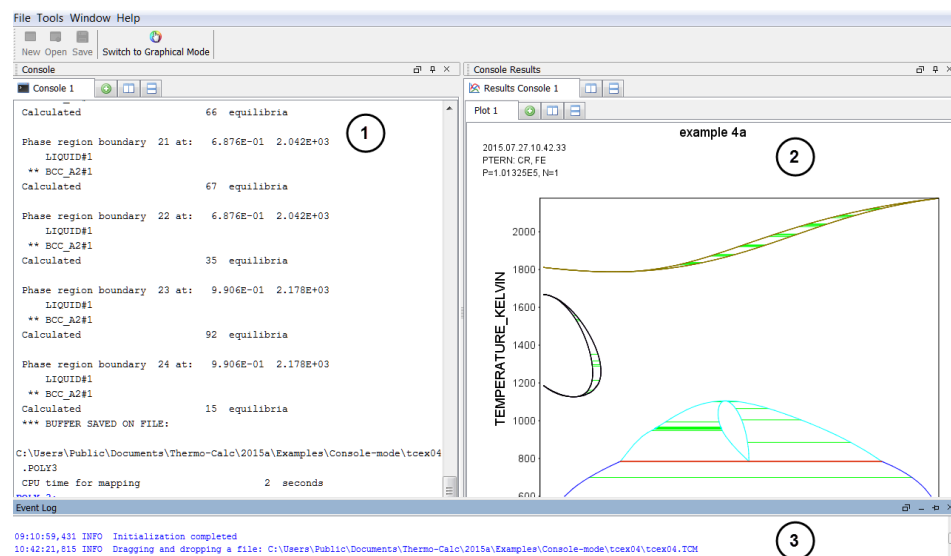 File Tools Window Help
New Open Save Switch to Graphical Mode
Console
Console 1
Calculated 66 equilibria
1
Phase region boundary 21 at: 6.876E-01 2.042E+03
LIQUID#1
** BCC_A2#1
Calculated 67 equilibria
Phase region boundary 22 at: 6.876E-01 2.042E+03
LIQUID#1
** BCC_A2#1
Calculated 35 equilibria
Phase region boundary 23 at: 9.906E-01 2.178E+03
LIQUID#1
** BCC_A2#1
Calculated 92 equilibria
Phase region boundary 24 at: 9.906E-01 2.178E+03
LIQUID#1
** BCC_A2#1
Calculated 15 equilibria
*** BUFFER SAVED ON FILE:
C:\Users\Public\Documents\Thermo-Calc\2015a\Examples\Console-mode\tcex04
.POLY3
CPU time for mapping 2 seconds
Console Results
Results Console 1
Plot 1
example 4a
2015.07.27.10.42.33
PTERN: CR, FE
P=1.01325E5, N=1
2
TEMPERATURE_KELVIN
2000
1800
1600
1400
1200
1000
800
600
Event Log
09:10:59,431 INFO Initialization completed
10:42:21,815 INFO Dragging and dropping a file: C:\Users\Public\Documents\Thermo-Calc\2015a\Examples\Console-mode\tcex04\tcex04.TCM
3